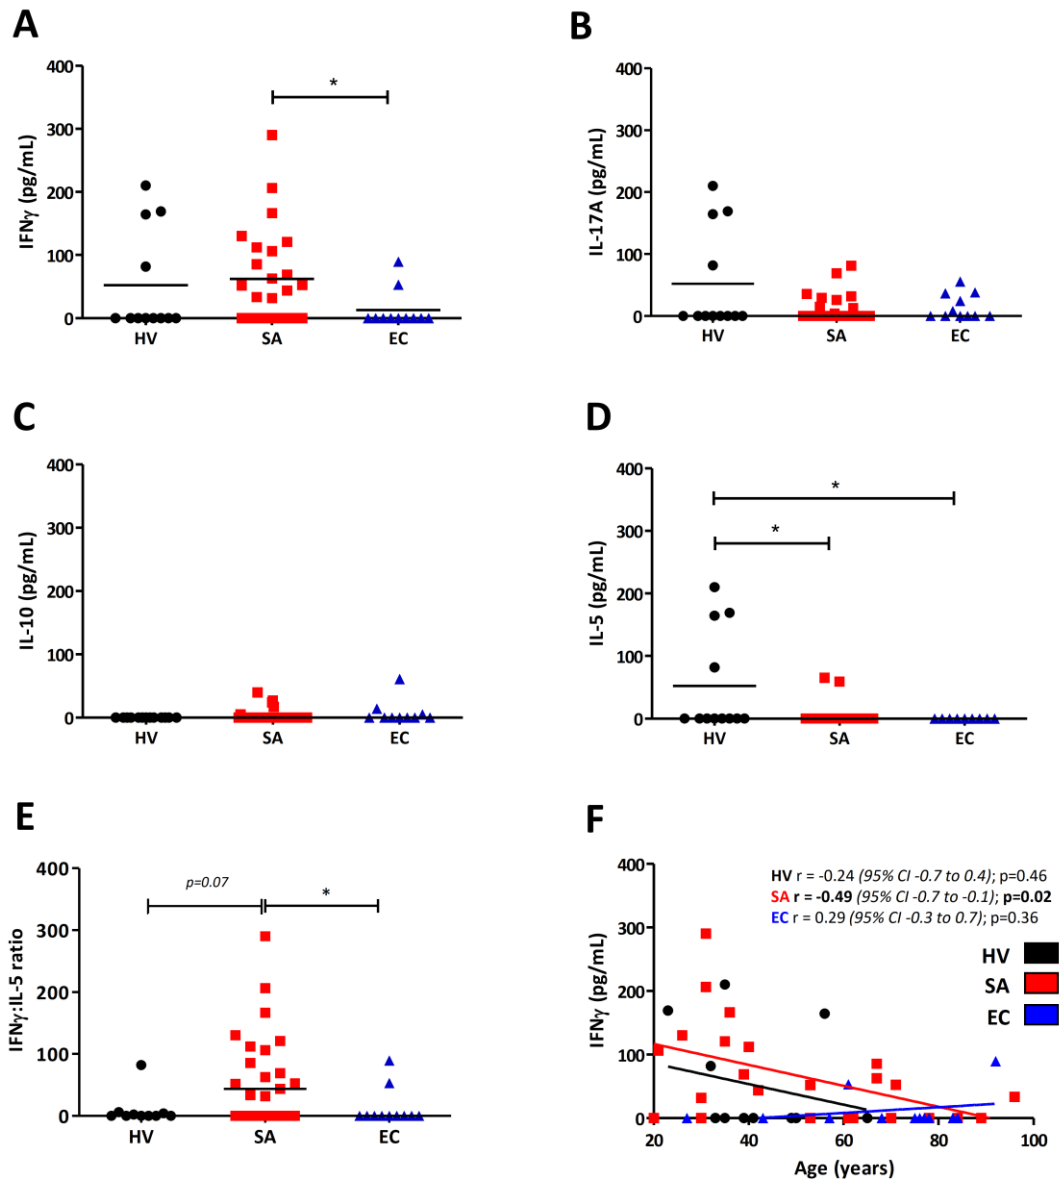 A
IFNγ (pg/mL)
400
300
200
100
0
*
HV
SA
EC
B
IL-17A (pg/mL)
400
300
200
100
0
HV
SA
EC
C
IL-10 (pg/mL)
400
300
200
100
0
HV
SA
EC
D
IL-5 (pg/mL)
400
300
200
100
0
*
*
HV
SA
EC
E
IFNγ:IL-5 ratio
400
300
200
100
0
p=0.07
*
HV
SA
EC
F
IFNγ (pg/mL)
400
300
200
100
0
HV r = -0.24 (95% CI -0.7 to 0.4); p=0.46
SA r = -0.49 (95% CI -0.7 to -0.1); p=0.02
EC r = 0.29 (95% CI -0.3 to 0.7); p=0.36
HV
SA
EC
20
40
60
80
100
Age (years)